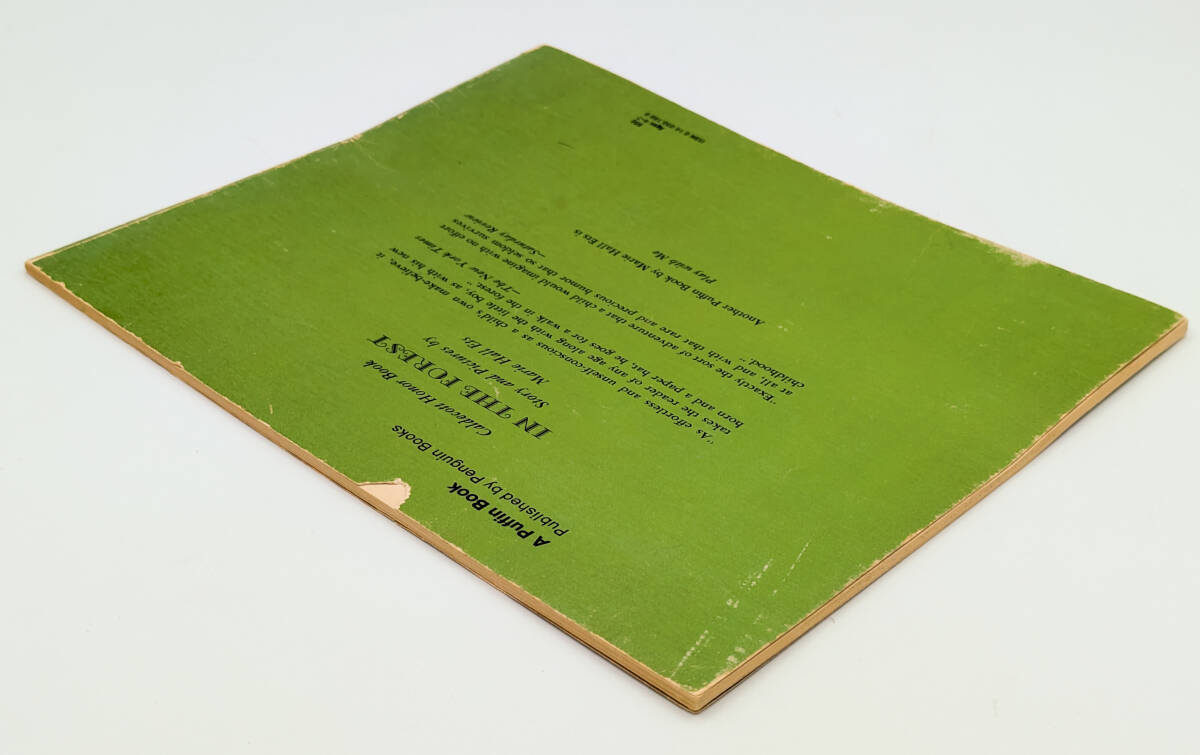 A Puffin Book
Published by Penguin Books
Caldecott Honor Book
IN THE FOREST
Story and Pictures by
Marie Hall Ets
"As effortless and unself-conscious as a child's own make-believe, it
takes the reader of any age along with the little boy, as with his new
horn and a paper hat, he goes for a walk in the forest."
—The New York Times
"Exactly the sort of adventure that a child would imagine with no effort
at all, and with that rare and precious humor that so seldom survives
childhood."
—Saturday Review
Another Puffin Book by Marie Hall Ets is
Play with Me